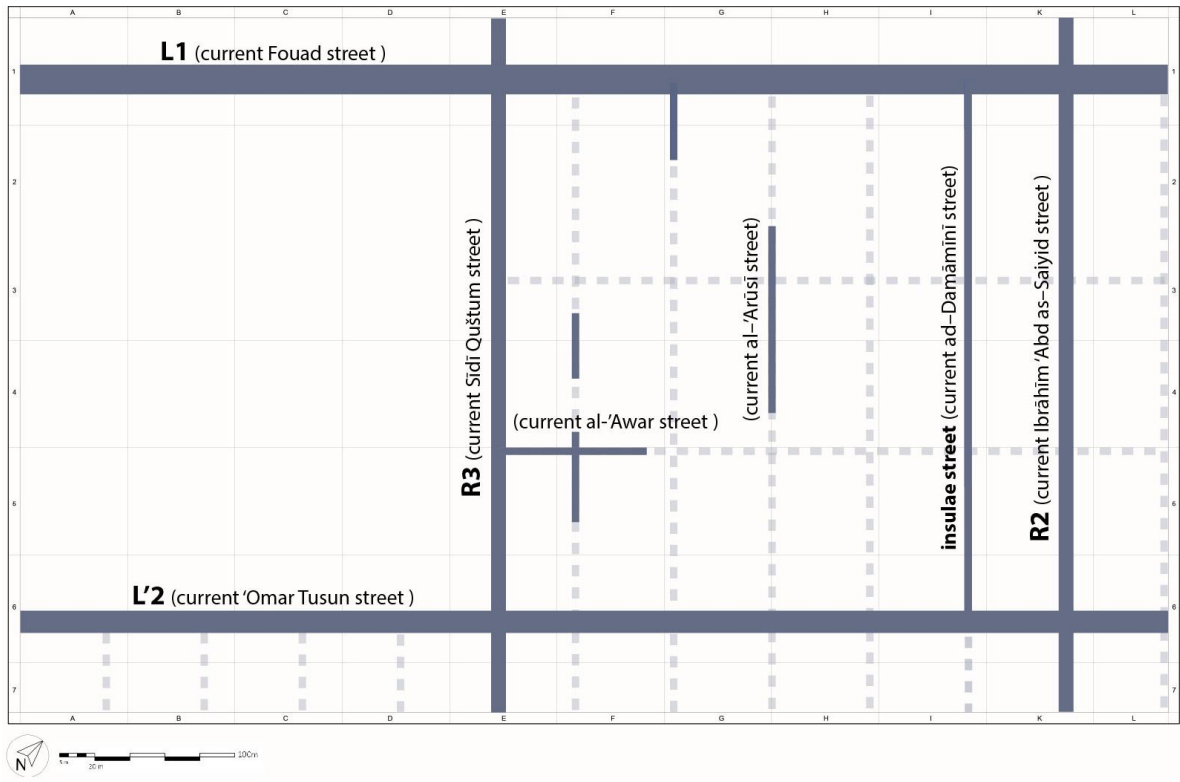 A B C D E F G H I K L
L1 (current Fouad street )
1 1
2 2
R3 (current Sīdī Quštum street )
(current al–'Arūsī street)
insulae street (current ad–Damāmīnī street)
R2 (current Ibrāhīm 'Abd as–Saiyid street )
3 3
4 4
(current al-'Awar street )
5 5
L'2 (current 'Omar Tusun street )
6 6
7 7
A B C D E F G H I K L
N
5m
20 m
100m